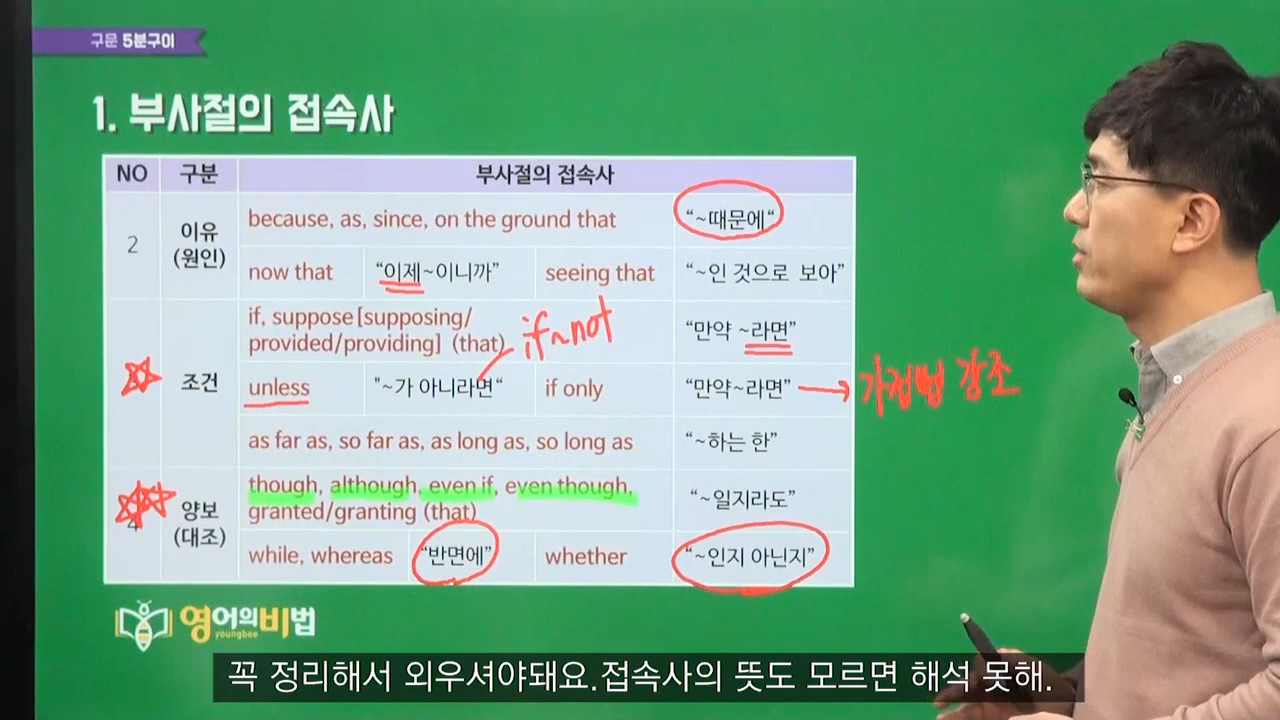 구문 5분구이
1. 부사절의 접속사
NO 구분 부사절의 접속사
2 이유 (원인) because, as, since, on the ground that “~때문에“
now that “이제~이니까” seeing that “~인 것으로 보아”
조건 if, suppose[supposing/
provided/providing] (that) “만약 ~라면”
if~not
unless "~가 아니라면“ if only “만약~라면” → 가정법 강조
as far as, so far as, as long as, so long as “~하는 한”
4 양보 (대조) though, although, even if, even though,
granted/granting (that) “~일지라도”
while, whereas “반면에” whether “~인지 아닌지”
영어의비법
youngbee
꼭 정리해서 외우셔야돼요.접속사의 뜻도 모르면 해석 못해.